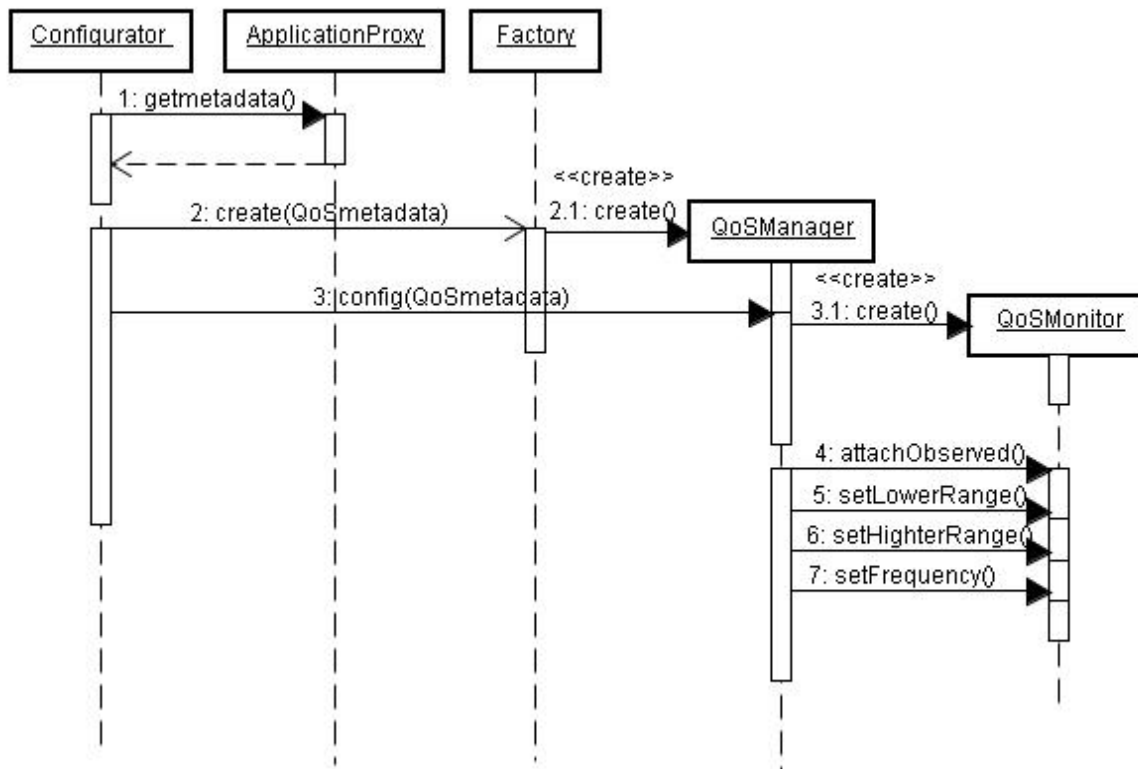 Configurator
ApplicationProxy
Factory
1: getmetadata()
<<create>>
2: create(QoSmetadata)
2.1: create()
QoSManager
<<create>>
3: config(QoSmetadata)
3.1: create()
QoSMonitor
4: attachObserved()
5: setLowerRange()
6: setHighterRange()
7: setFrequency()